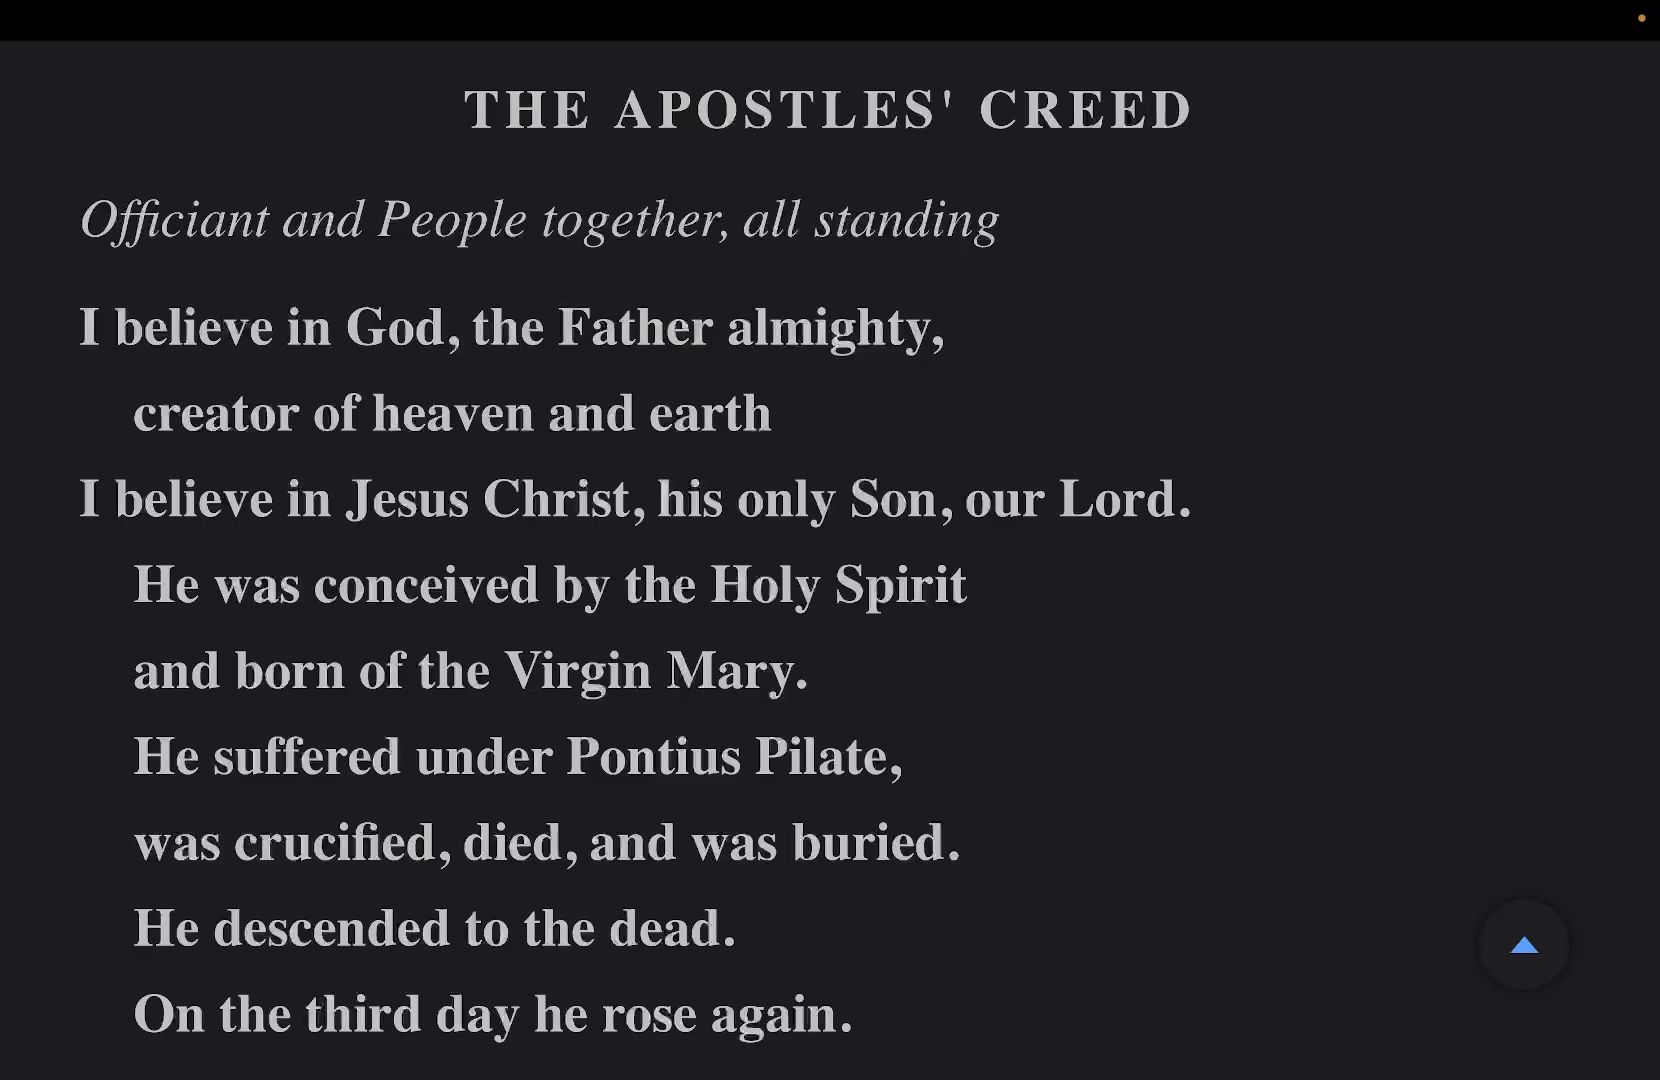 THE APOSTLES' CREED
Officiant and People together, all standing
I believe in God, the Father almighty,
creator of heaven and earth
I believe in Jesus Christ, his only Son, our Lord.
He was conceived by the Holy Spirit
and born of the Virgin Mary.
He suffered under Pontius Pilate,
was crucified, died, and was buried.
He descended to the dead.
On the third day he rose again.